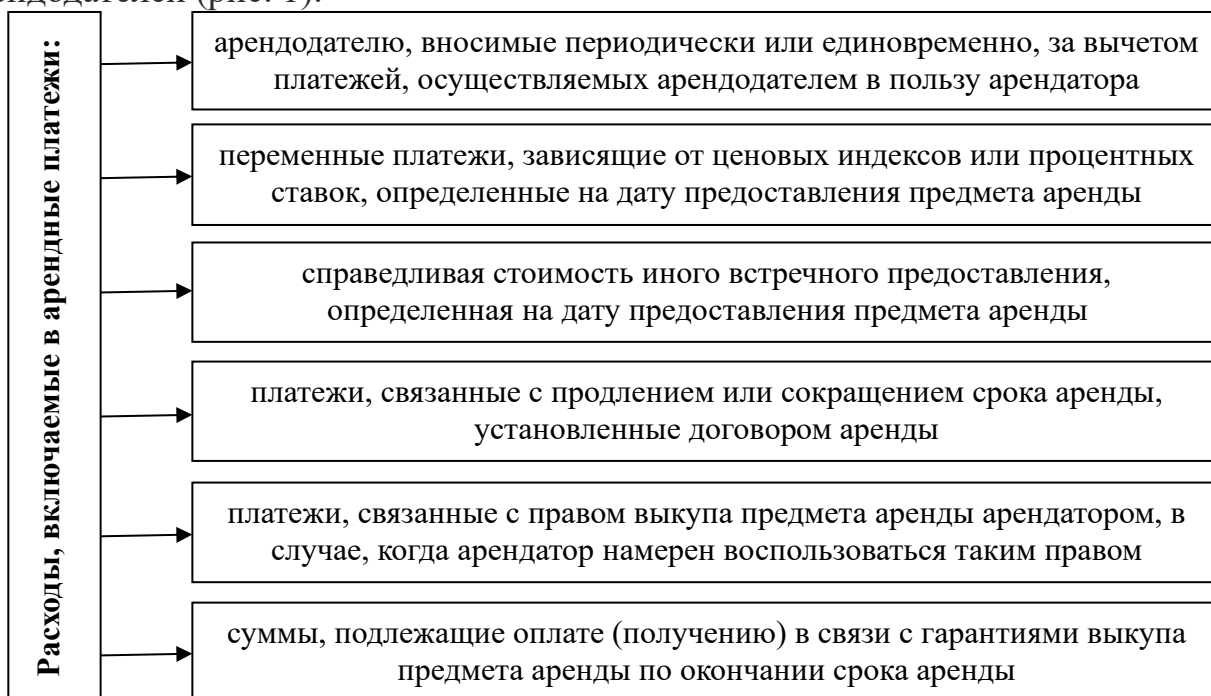 ендодателей (рис. 1).
Расходы, включаемые в арендные платежи:
арендодателю, вносимые периодически или единовременно, за вычетом
платежей, осуществляемых арендодателем в пользу арендатора
переменные платежи, зависящие от ценовых индексов или процентных
ставок, определенные на дату предоставления предмета аренды
справедливая стоимость иного встречного предоставления,
определенная на дату предоставления предмета аренды
платежи, связанные с продлением или сокращением срока аренды,
установленные договором аренды
платежи, связанные с правом выкупа предмета аренды арендатором, в
случае, когда арендатор намерен воспользоваться таким правом
суммы, подлежащие оплате (получению) в связи с гарантиями выкупа
предмета аренды по окончании срока аренды